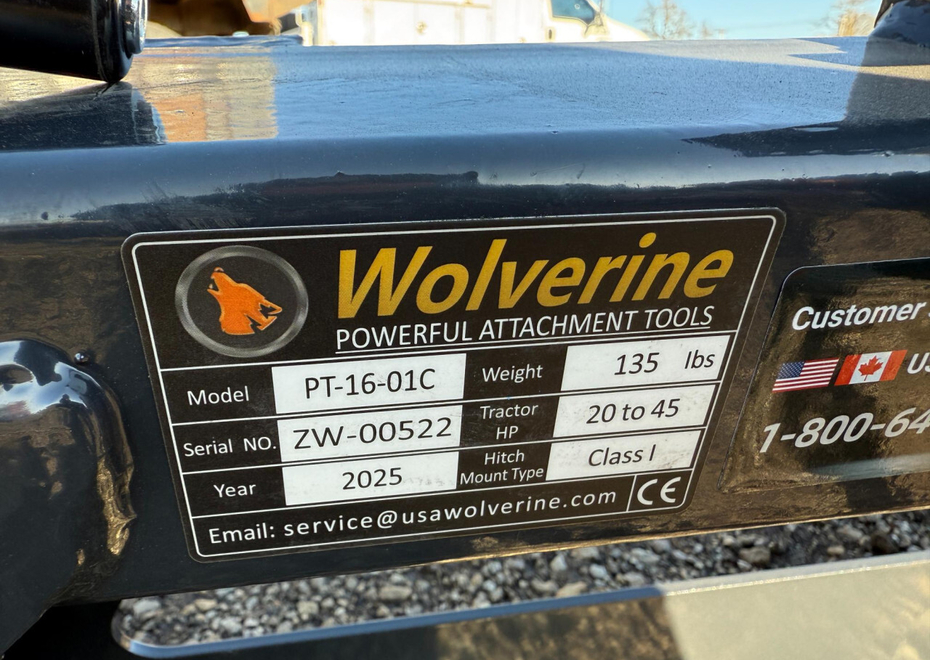 Wolverine
POWERFUL ATTACHMENT TOOLS
Model PT-16-01C Weight 135 lbs
Serial NO. ZW-00522 Tractor HP 20 to 45
Year 2025 Hitch Mount Type Class I
Email: service@usawolverine.com CE
Customer
1-800-64